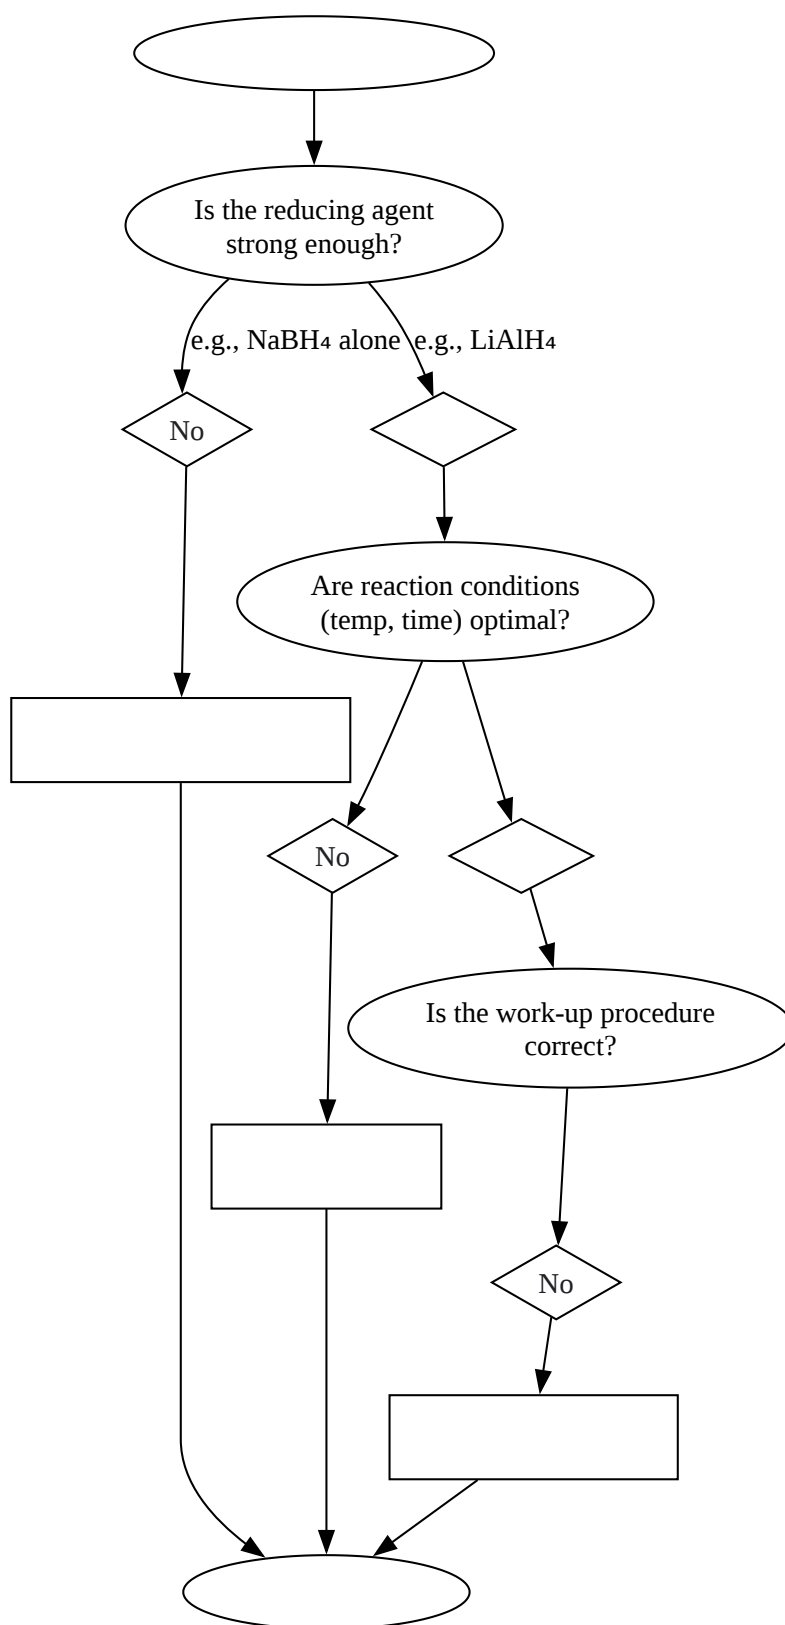 Is the reducing agent
strong enough?
e.g., NaBH₄ alone
e.g., LiAlH₄
No
Are reaction conditions
(temp, time) optimal?
No
Is the work-up procedure
correct?
No